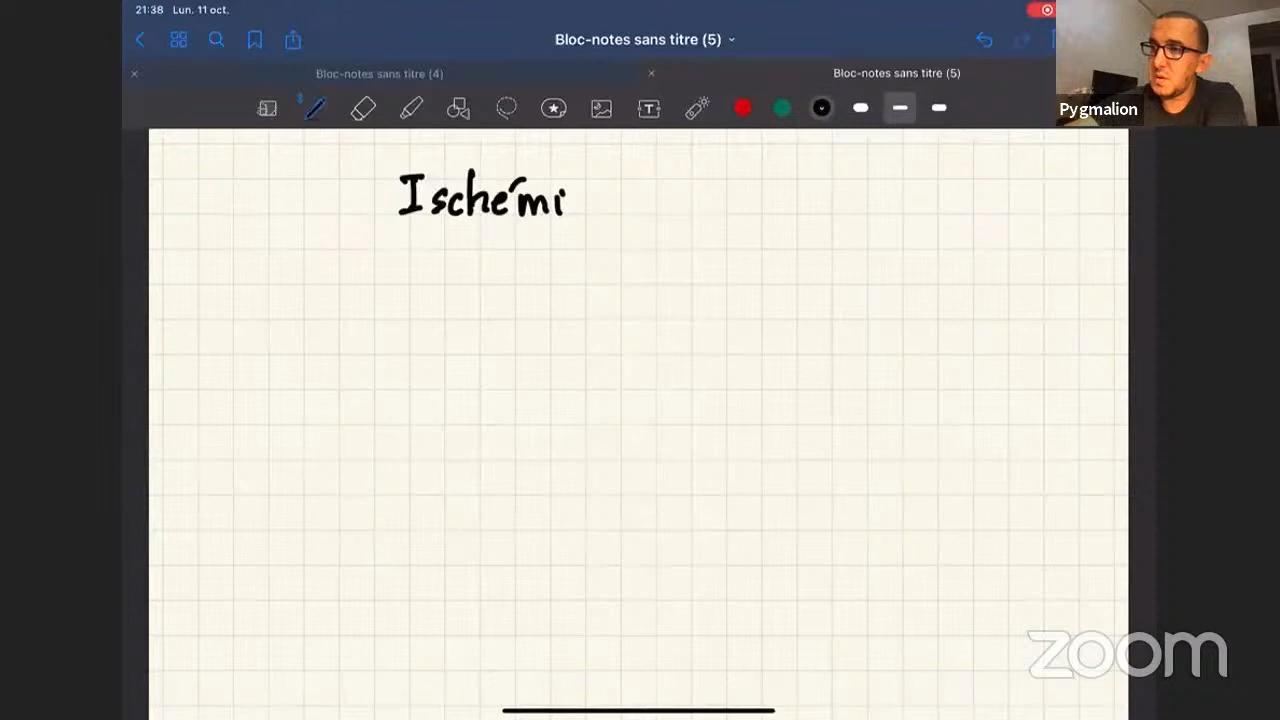 21:38 Lun. 11 oct.
Bloc-notes sans titre (5)
Bloc-notes sans titre (4)
Bloc-notes sans titre (5)
Pygmalion
Ischémi
zoom